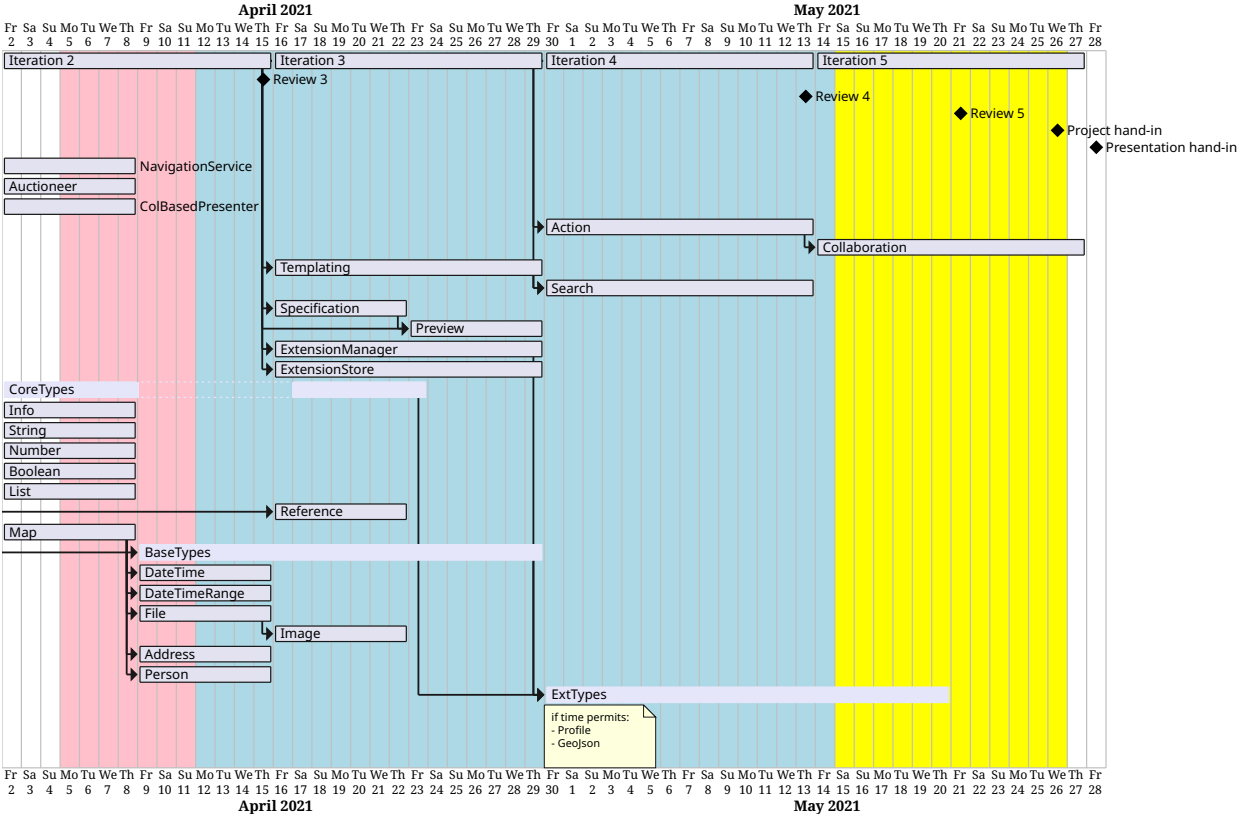 April 2021 May 2021
Fr Sa Su Mo Tu We Th Fr Sa Su Mo Tu We Th Fr Sa Su Mo Tu We Th Fr Sa Su Mo Tu We Th Fr Sa Su Mo Tu We Th Fr Sa Su Mo Tu We Th Fr Sa Su Mo Tu We Th Fr Sa Su Mo Tu We Th Fr
2 3 4 5 6 7 8 9 10 11 12 13 14 15 16 17 18 19 20 21 22 23 24 25 26 27 28 29 30 1 2 3 4 5 6 7 8 9 10 11 12 13 14 15 16 17 18 19 20 21 22 23 24 25 26 27 28
Iteration 2 Iteration 3 Iteration 4 Iteration 5
Review 3
Review 4
Review 5
Project hand-in
Presentation hand-in
NavigationService
Auctioneer
ColBasedPresenter
Action
Collaboration
Templating
Search
Specification
Preview
ExtensionManager
ExtensionStore
CoreTypes
Info
String
Number
Boolean
List
Reference
Map
BaseTypes
DateTime
DateTimeRange
File
Image
Address
Person
ExtTypes
if time permits:
- Profile
- GeoJson
Fr Sa Su Mo Tu We Th Fr Sa Su Mo Tu We Th Fr Sa Su Mo Tu We Th Fr Sa Su Mo Tu We Th Fr Sa Su Mo Tu We Th Fr Sa Su Mo Tu We Th Fr Sa Su Mo Tu We Th Fr Sa Su Mo Tu We Th Fr
2 3 4 5 6 7 8 9 10 11 12 13 14 15 16 17 18 19 20 21 22 23 24 25 26 27 28 29 30 1 2 3 4 5 6 7 8 9 10 11 12 13 14 15 16 17 18 19 20 21 22 23 24 25 26 27 28
April 2021 May 2021